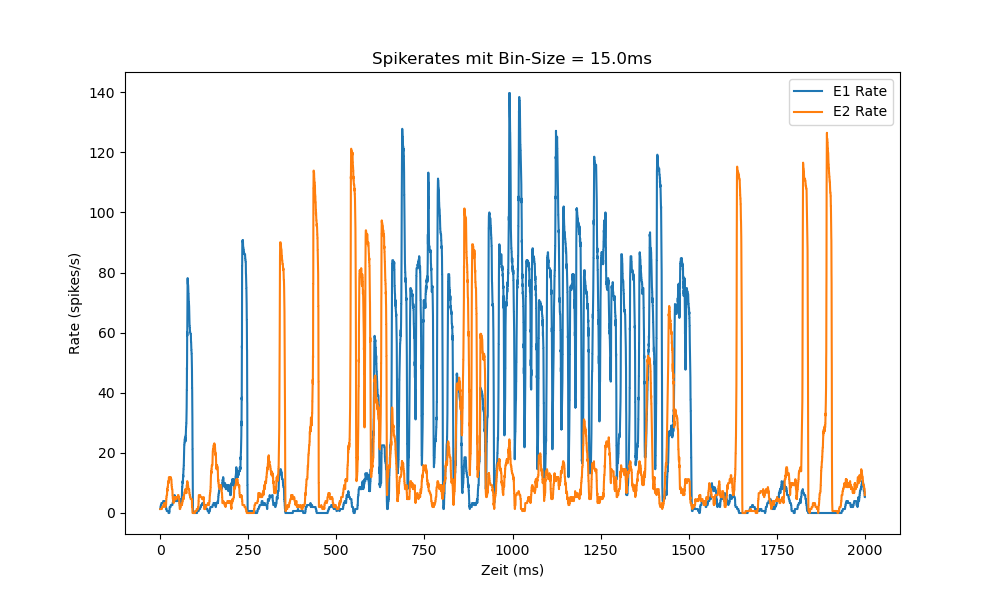 Spikerates mit Bin-Size = 15.0ms
E1 Rate
E2 Rate
140
120
100
80
60
40
20
0
Rate (spikes/s)
0 250 500 750 1000 1250 1500 1750 2000
Zeit (ms)